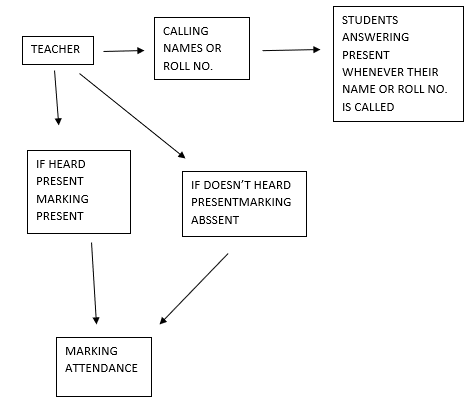 TEACHER
CALLING
NAMES OR
ROLL NO.
STUDENTS
ANSWERING
PRESENT
WHENEVER THEIR
NAME OR ROLL NO.
IS CALLED
IF HEARD
PRESENT
MARKING
PRESENT
IF DOESN'T HEARD
PRESENTMARKING
ABSSENT
MARKING
ATTENDANCE